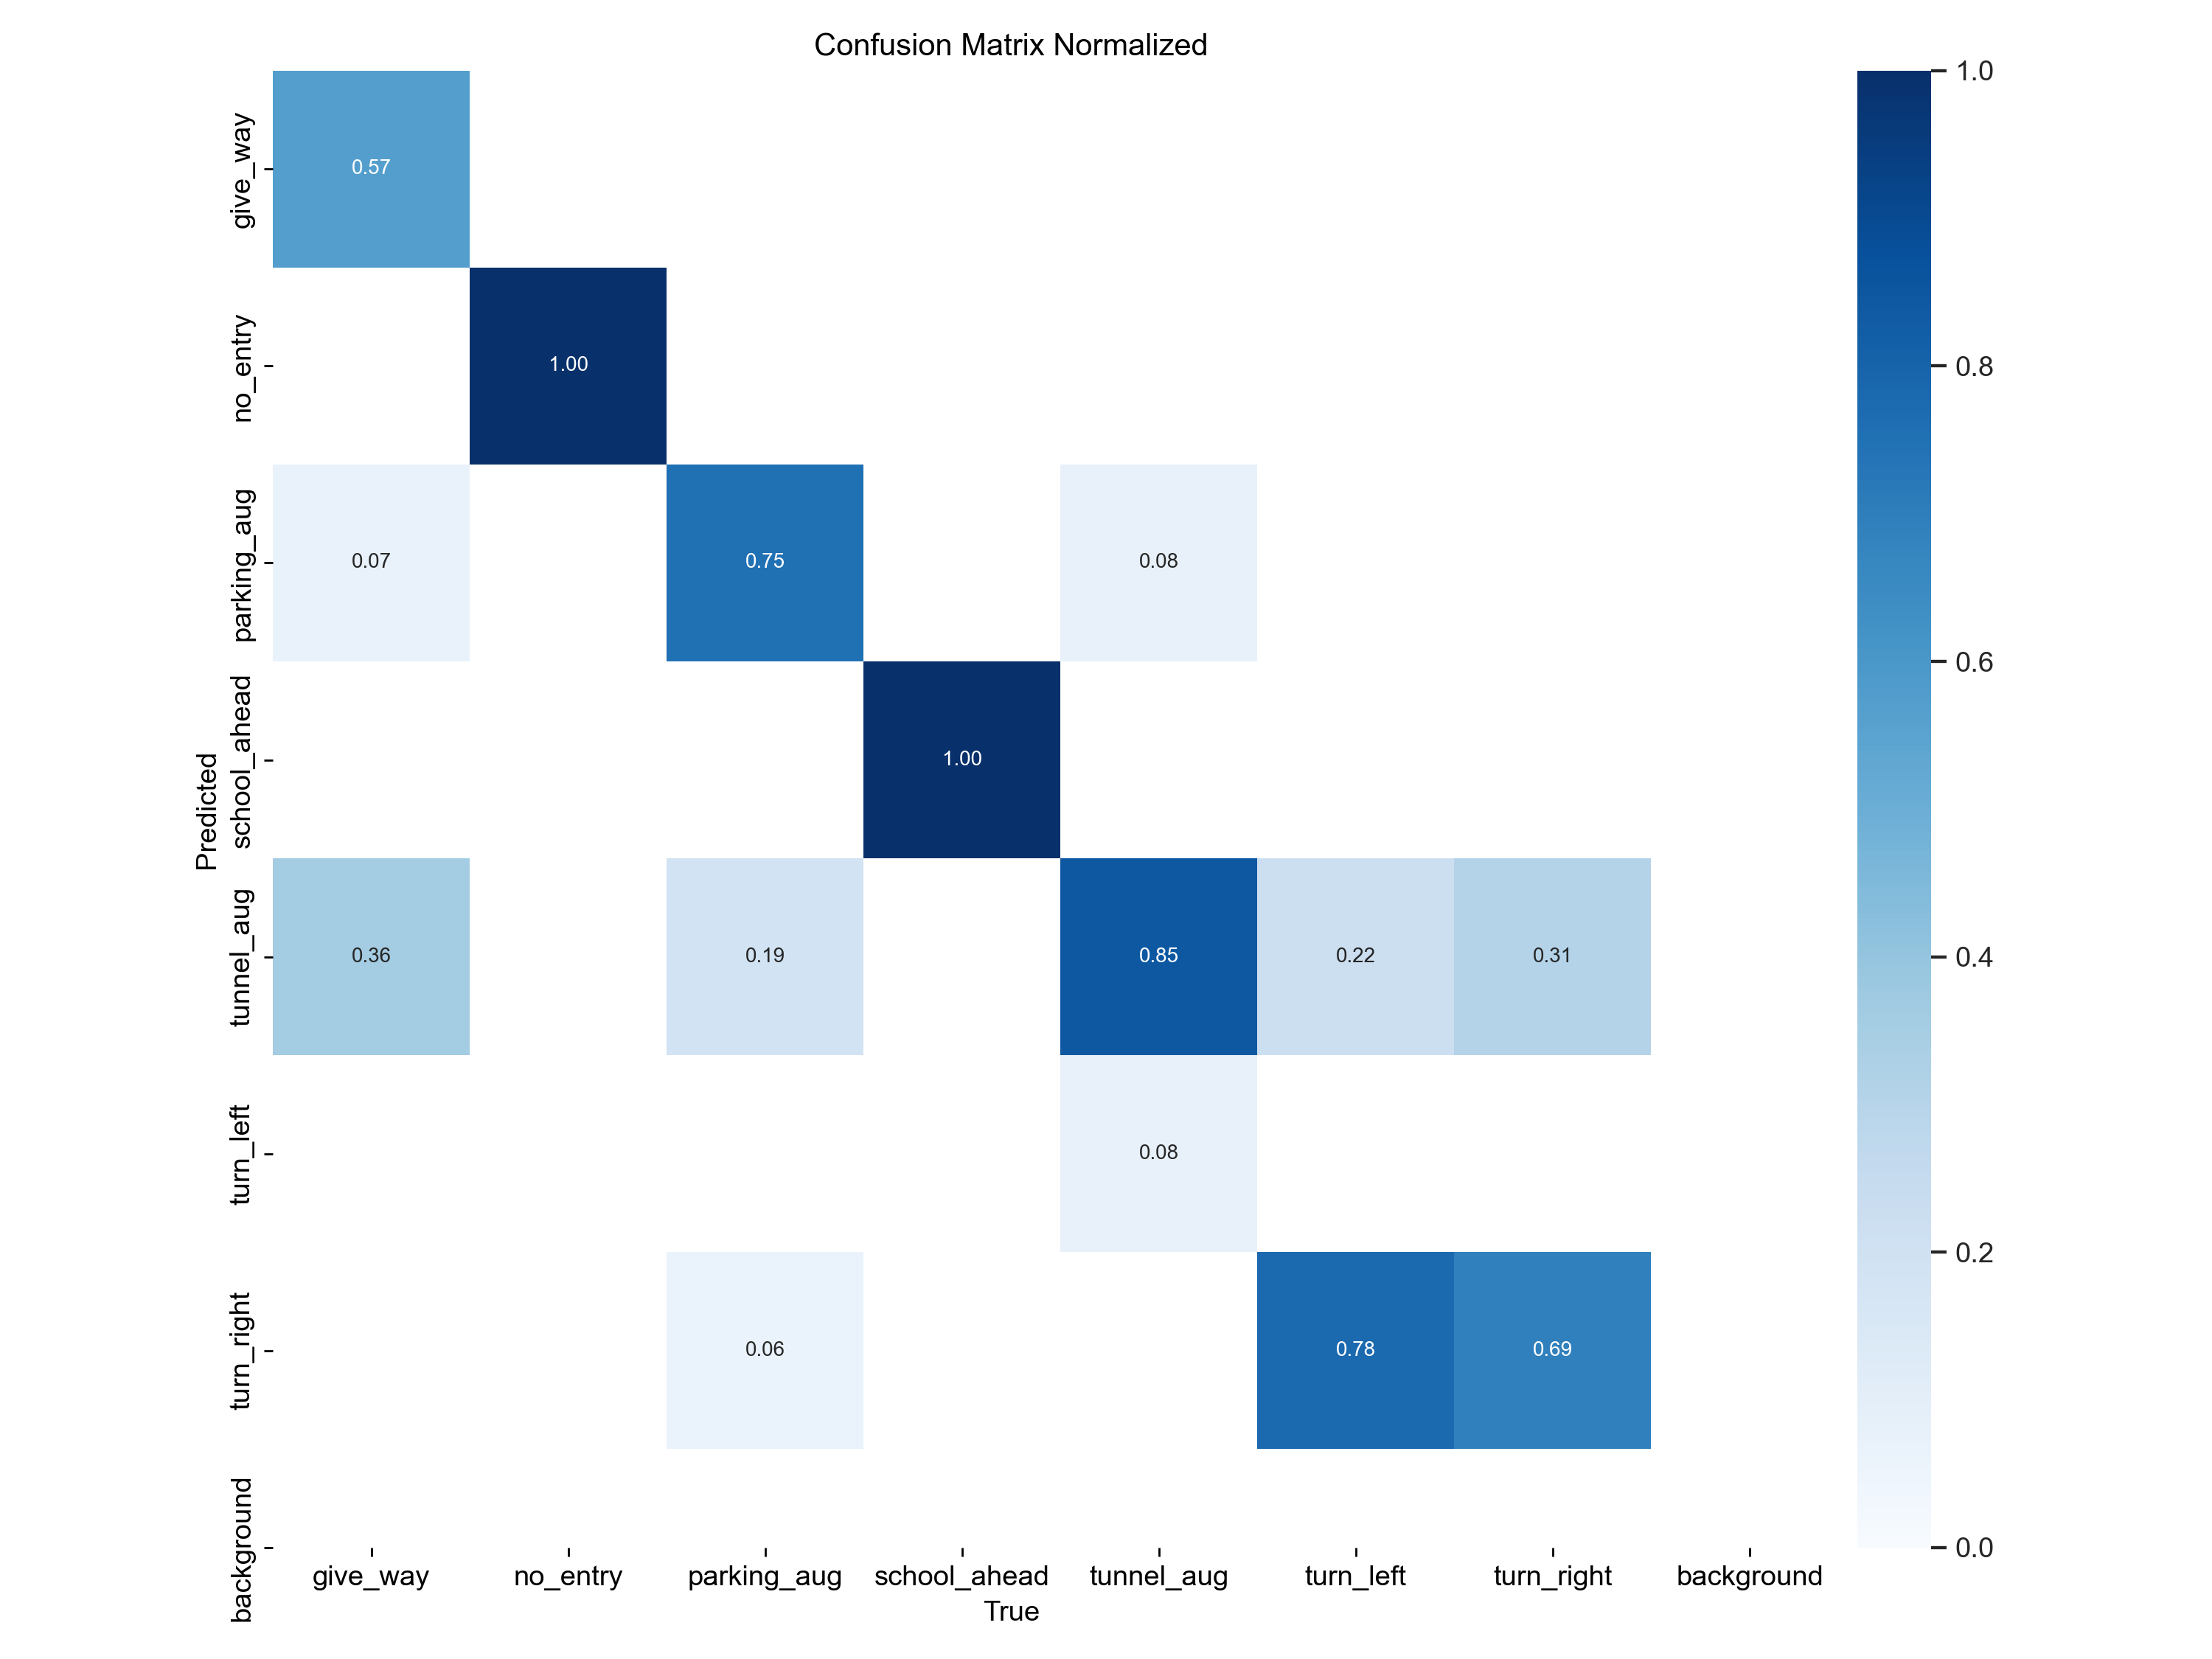 Confusion Matrix Normalized
give_way
no_entry
parking_aug
school_ahead
tunnel_aug
turn_left
turn_right
background
Predicted
0.57
1.00
0.07 0.75 0.08
1.00
0.36 0.19 0.85 0.22 0.31
0.08
0.06 0.78 0.69
give_way no_entry parking_aug school_ahead tunnel_aug turn_left turn_right background
True
1.0
0.8
0.6
0.4
0.2
0.0